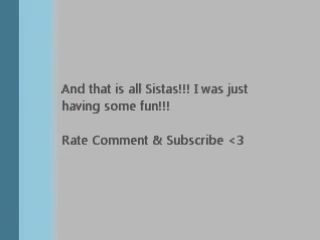 And that is all Sistas!!! I was just
having some fun!!!
Rate Comment & Subscribe <3